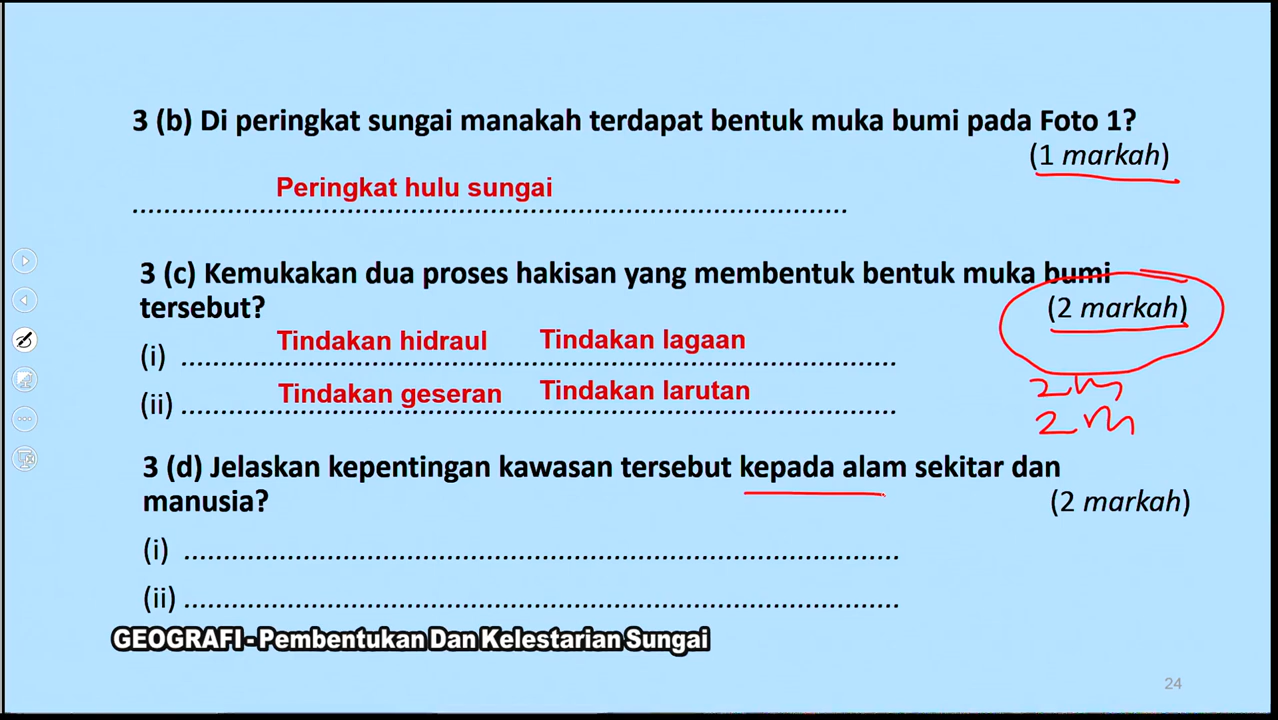 3 (b) Di peringkat sungai manakah terdapat bentuk muka bumi pada Foto 1?
(1 markah)
Peringkat hulu sungai
3 (c) Kemukakan dua proses hakisan yang membentuk bentuk muka bumi
tersebut? (2 markah)
(i) Tindakan hidraul Tindakan lagaan
2m
(ii) Tindakan geseran Tindakan larutan
2m
3 (d) Jelaskan kepentingan kawasan tersebut kepada alam sekitar dan
manusia? (2 markah)
(i) ..........
(ii) ..........
GEOGRAFI - Pembentukan Dan Kelestarian Sungai
24